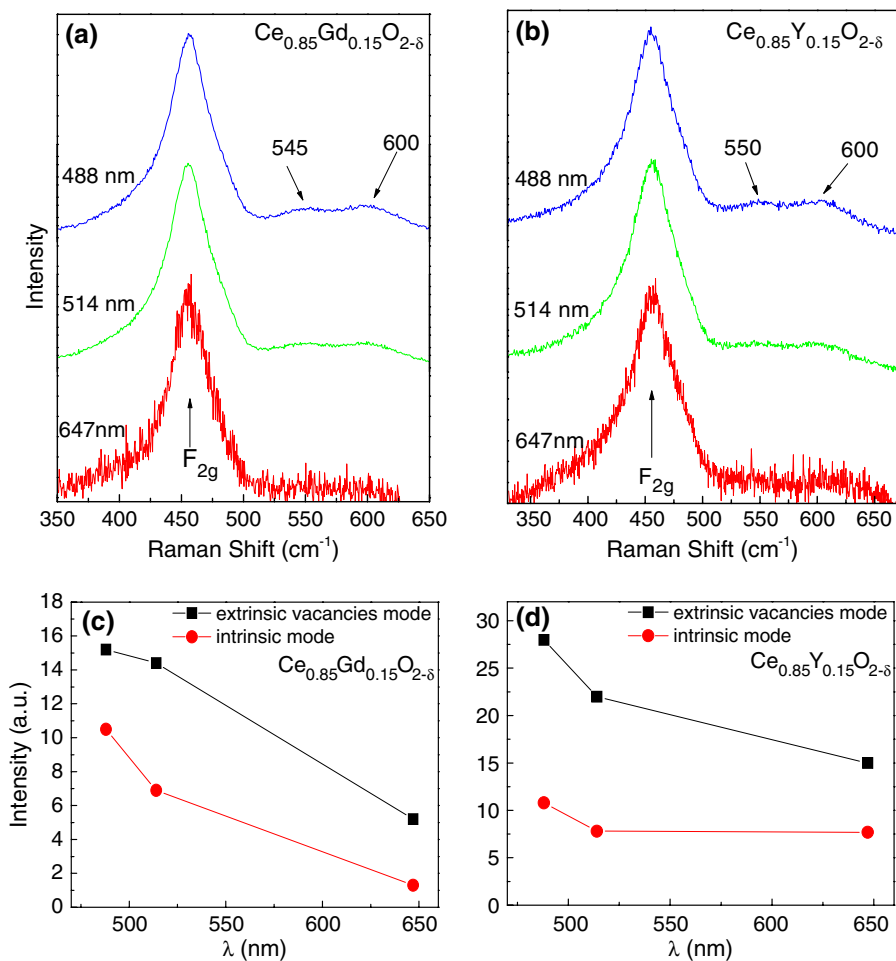 (a)
Ce0.85Gd0.15O2-δ
545
600
488 nm
514 nm
647nm
F2g
Intensity
350 400 450 500 550 600 650
Raman Shift (cm-1)
(b)
Ce0.85Y0.15O2-δ
550
600
488 nm
514 nm
647nm
F2g
350 400 450 500 550 600 650
Raman Shift (cm-1)
(c)
extrinsic vacancies mode
intrinsic mode
Ce0.85Gd0.15O2-δ
Intensity (a.u.)
18
16
14
12
10
8
6
4
2
0
500 550 600 650
λ (nm)
(d)
extrinsic vacancies mode
intrinsic mode
Ce0.85Y0.15O2-δ
30
25
20
15
10
5
0
500 550 600 650
λ (nm)